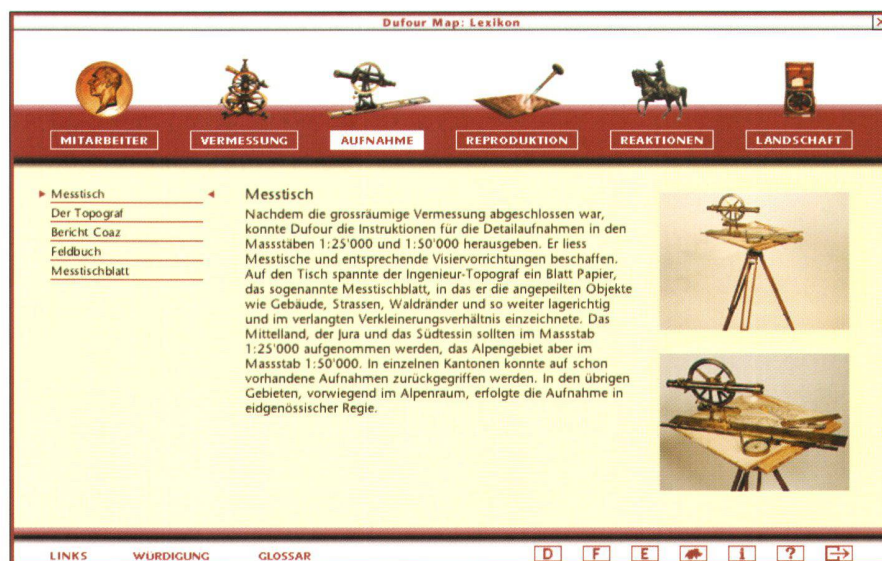 Dufour Map: Lexikon
MITARBEITER
VERMESSUNG
AUFNAHME
REPRODUKTION
REAKTIONEN
LANDSCHAFT
Messtisch
Der Topograf
Bericht Coaz
Feldbuch
Messtischblatt
Messtisch
Nachdem die grossräumige Vermessung abgeschlossen war,
konnte Dufour die Instruktionen für die Detailaufnahmen in den
Massstäben 1:25'000 und 1:50'000 herausgeben. Er liess
Messtische und entsprechende Visiervorrichtungen beschaffen.
Auf den Tisch spannte der Ingenieur-Topograf ein Blatt Papier,
das sogenannte Messtischblatt, in das er die angepeilten Objekte
wie Gebäude, Strassen, Waldränder und so weiter lagerichtig
und im verlangten Verkleinerungsverhältnis einzeichnete. Das
Mittelland, der Jura und das Südtessin sollten im Massstab
1:25'000 aufgenommen werden, das Alpengebiet aber im
Massstab 1:50'000. In einzelnen Kantonen konnte auf schon
vorhandene Aufnahmen zurückgegriffen werden. In den übrigen
Gebieten, vorwiegend im Alpenraum, erfolgte die Aufnahme in
eidgenössischer Regie.
LINKS
WÜRDIGUNG
GLOSSAR
D
F
E
i
?